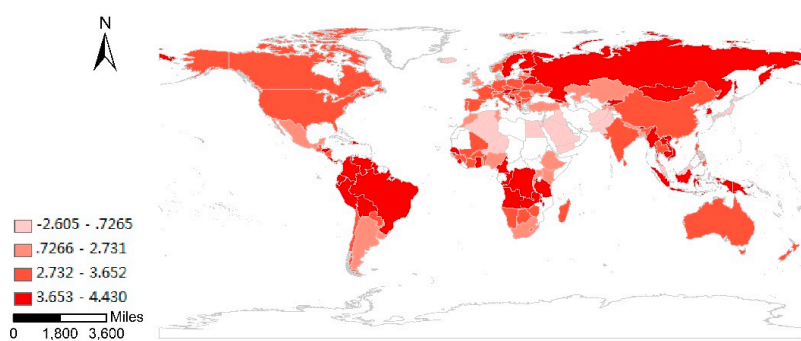 N
-2.605 - .7265
.7266 - 2.731
2.732 - 3.652
3.653 - 4.430
Miles
0 1,800 3,600